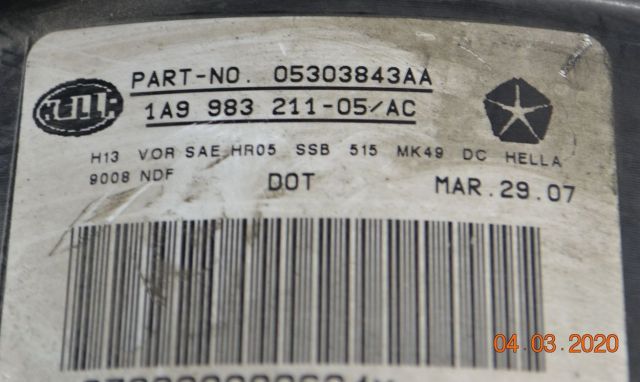 HELLA
PART-NO. 05303843AA
1A9 983 211-05/AC
H13 VOR SAE HR05 SSB 515 MK49 DC HELLA
9008 NDF
DOT
MAR.29.07
04.03.2020